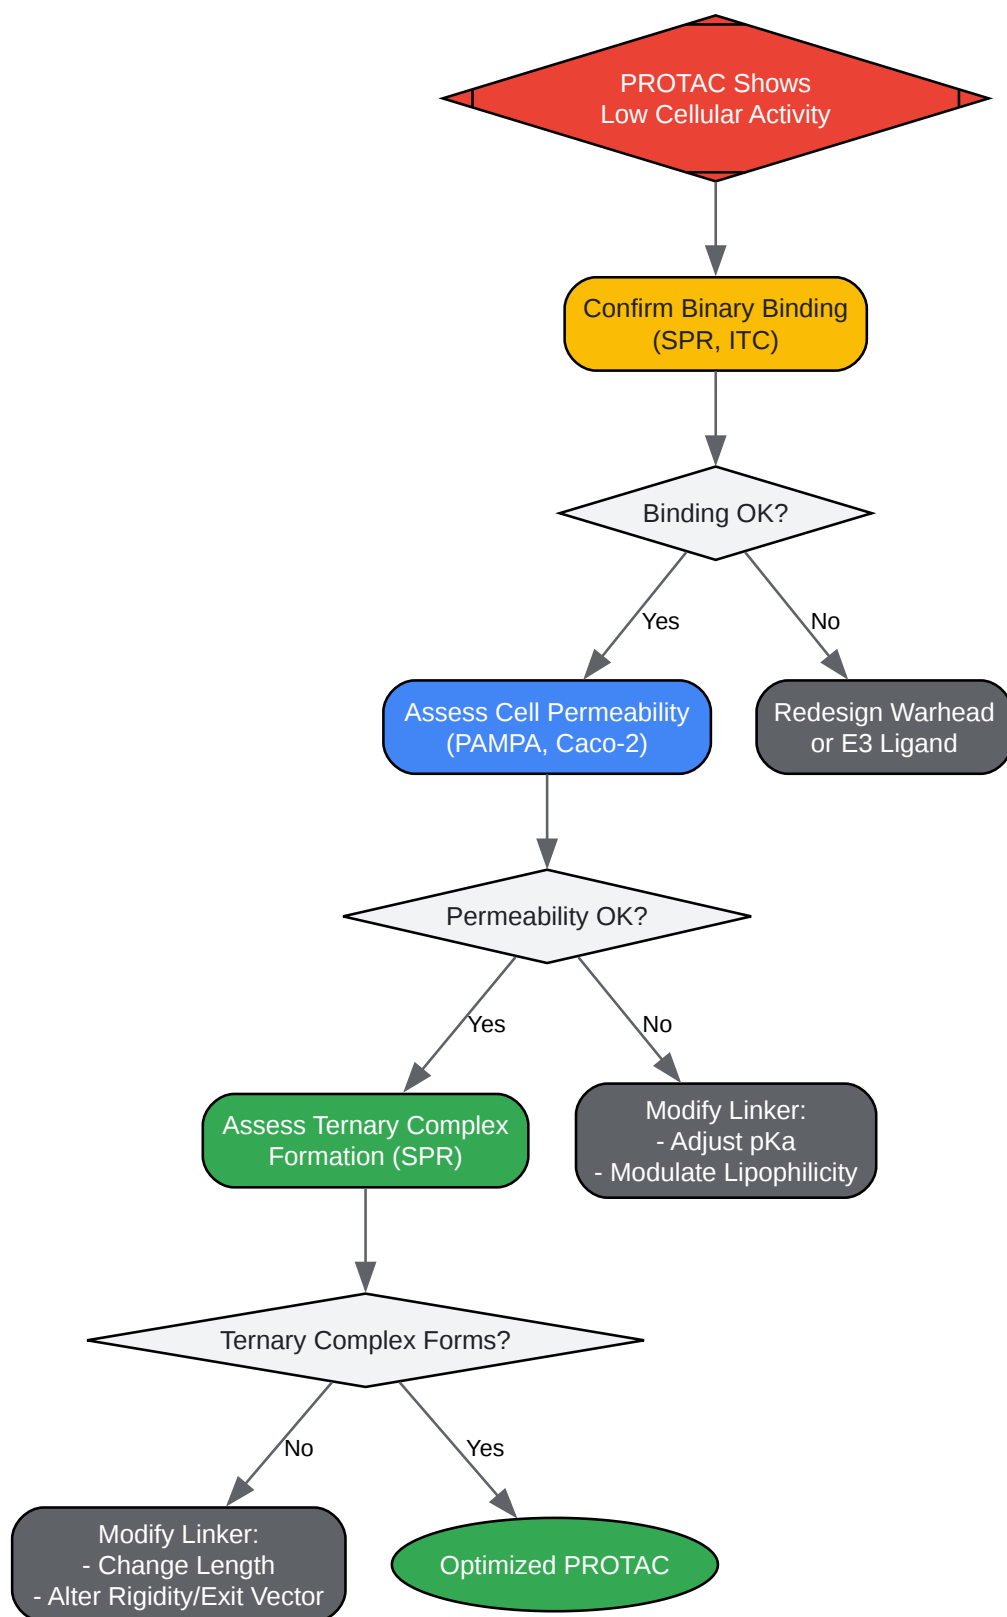 PROTAC Shows
Low Cellular Activity
Confirm Binary Binding
(SPR, ITC)
Binding OK?
Yes
No
Assess Cell Permeability
(PAMPA, Caco-2)
Redesign Warhead
or E3 Ligand
Permeability OK?
Yes
No
Assess Ternary Complex
Formation (SPR)
Modify Linker:
- Adjust pKa
- Modulate Lipophilicity
Ternary Complex Forms?
No
Yes
Modify Linker:
- Change Length
- Alter Rigidity/Exit Vector
Optimized PROTAC